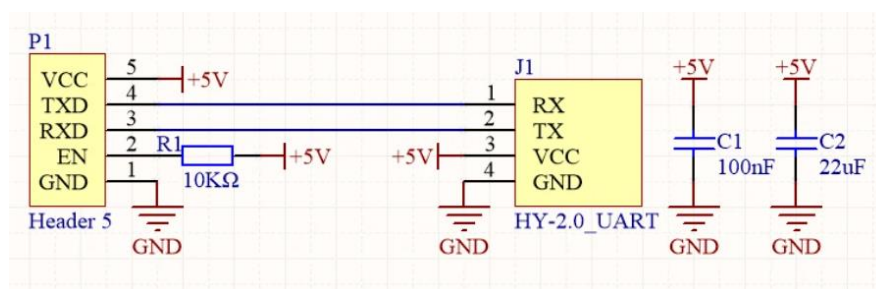 P1
VCC 5 +5V
TXD 4
RXD 3
EN 2 R1 10KΩ +5V
GND 1
Header 5
GND
J1
1 RX
2 TX
+5V 3 VCC
4 GND
HY-2.0_UART
GND
+5V
C1
100nF
GND
+5V
C2
22uF
GND